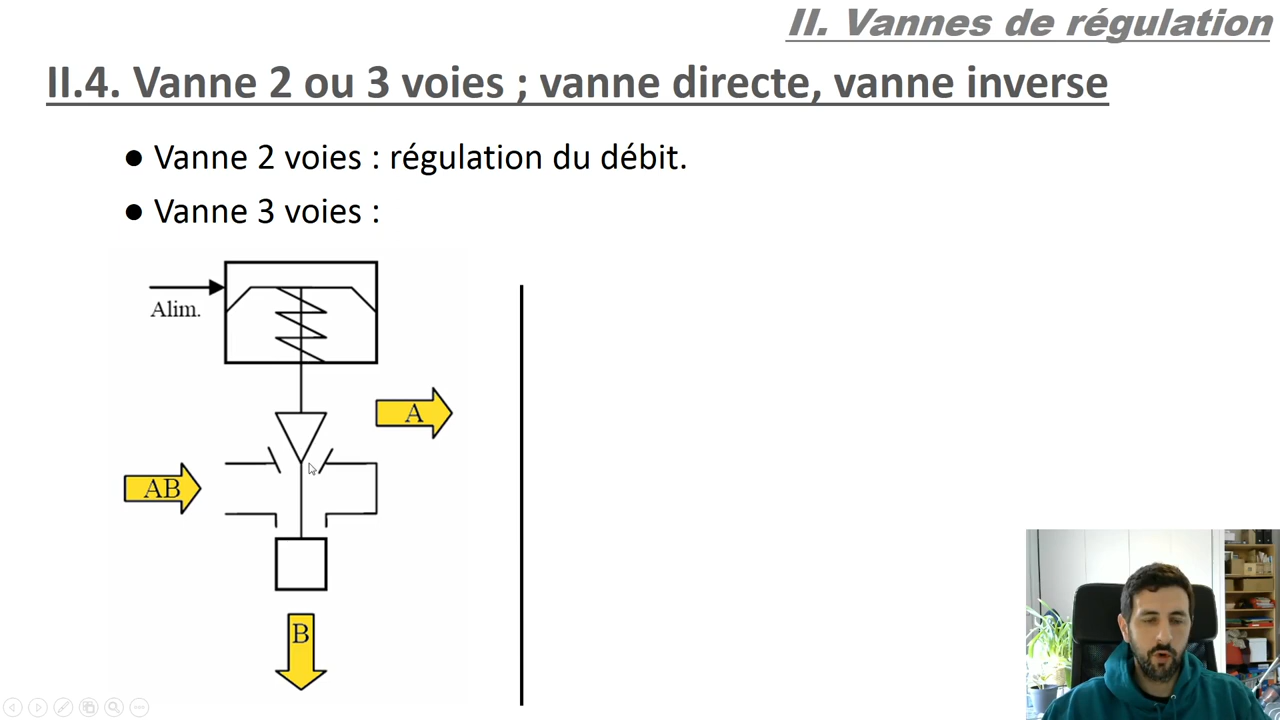 II. Vannes de régulation
II.4. Vanne 2 ou 3 voies ; vanne directe, vanne inverse
● Vanne 2 voies : régulation du débit.
● Vanne 3 voies :
Alim.
A
AB
B